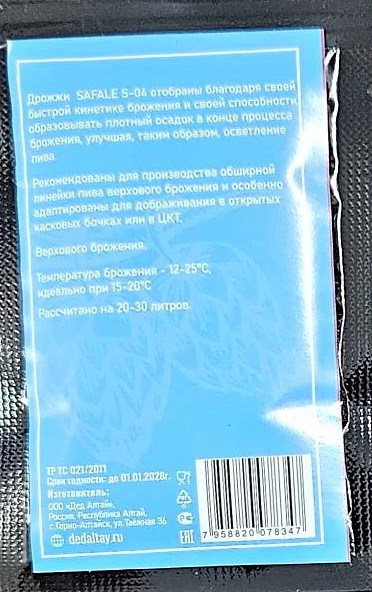 Дрожжи SAFALE S-04 отобраны благодаря своей
быстрой кинетике брожения и своей способности
образовывать плотный осадок в конце процесса
брожения, улучшая, таким образом, осветление
пива.
Рекомендованы для производства обширной
линейки пива верхового брожения и особенно
адаптированы для дображивания в открытых
касковых бочках или в ЦКТ.
Верхового брожения.
Температура брожения - 12-25°С,
идеально при 15-20°С
Рассчитано на 20-30 литров.
ТР ТС 021/2011
Срок годности: до 01.01.2028г.
Изготовитель:
ООО «Дед Алтай»,
Россия, Республика Алтай,
г. Горно-Алтайск, ул.Таёжная 36
dedaltay.ru
EAC
7 958820 078347